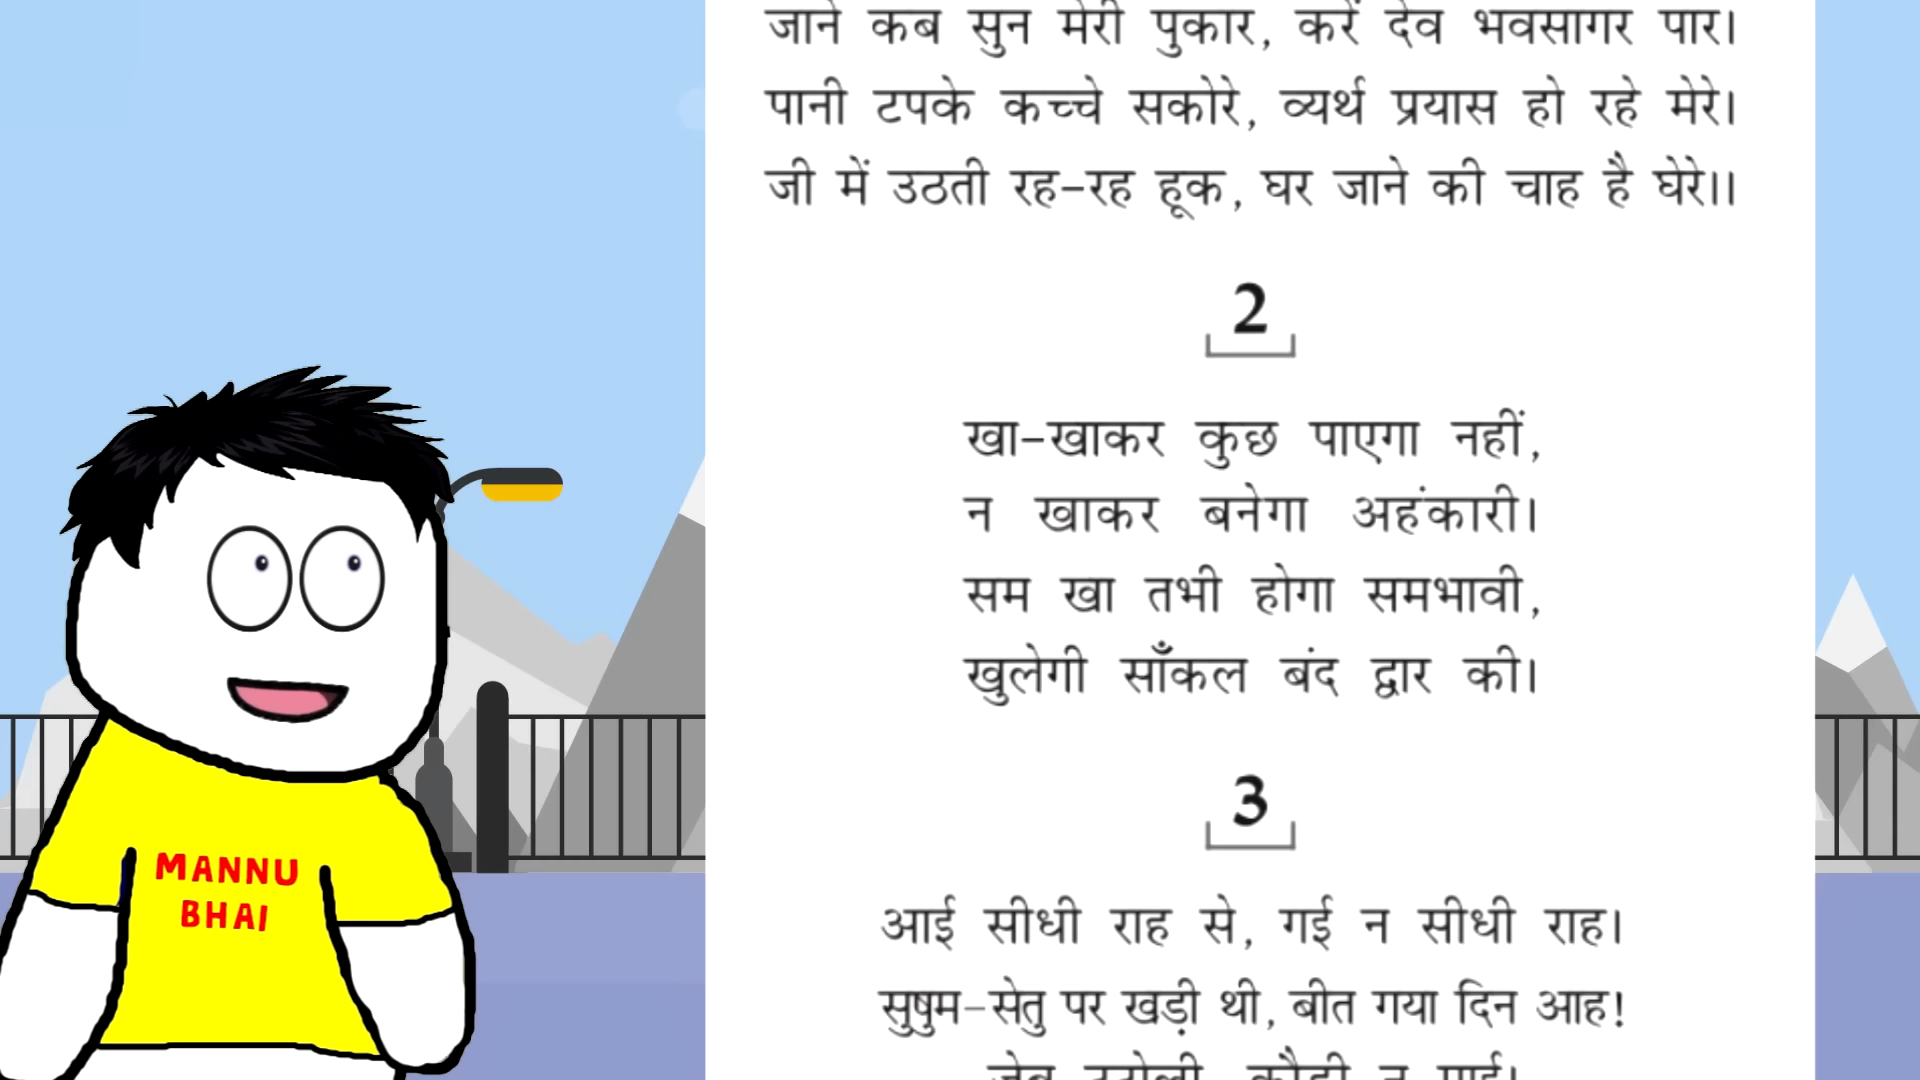 जाने कब सुन मेरी पुकार, करें देव भवसागर पार।
पानी टपके कच्चे सकोरे, व्यर्थ प्रयास हो रहे मेरे।
जी में उठती रह-रह हूक, घर जाने की चाह है घेरे।।
2
खा-खाकर कुछ पाएगा नहीं,
न खाकर बनेगा अहंकारी।
सम खा तभी होगा समभावी,
खुलेगी साँकल बंद द्वार की।
3
आई सीधी राह से, गई न सीधी राह।
सुषुम-सेतु पर खड़ी थी, बीत गया दिन आह!
जेब टटोली, कौड़ी न पाई।
MANNU
BHAI